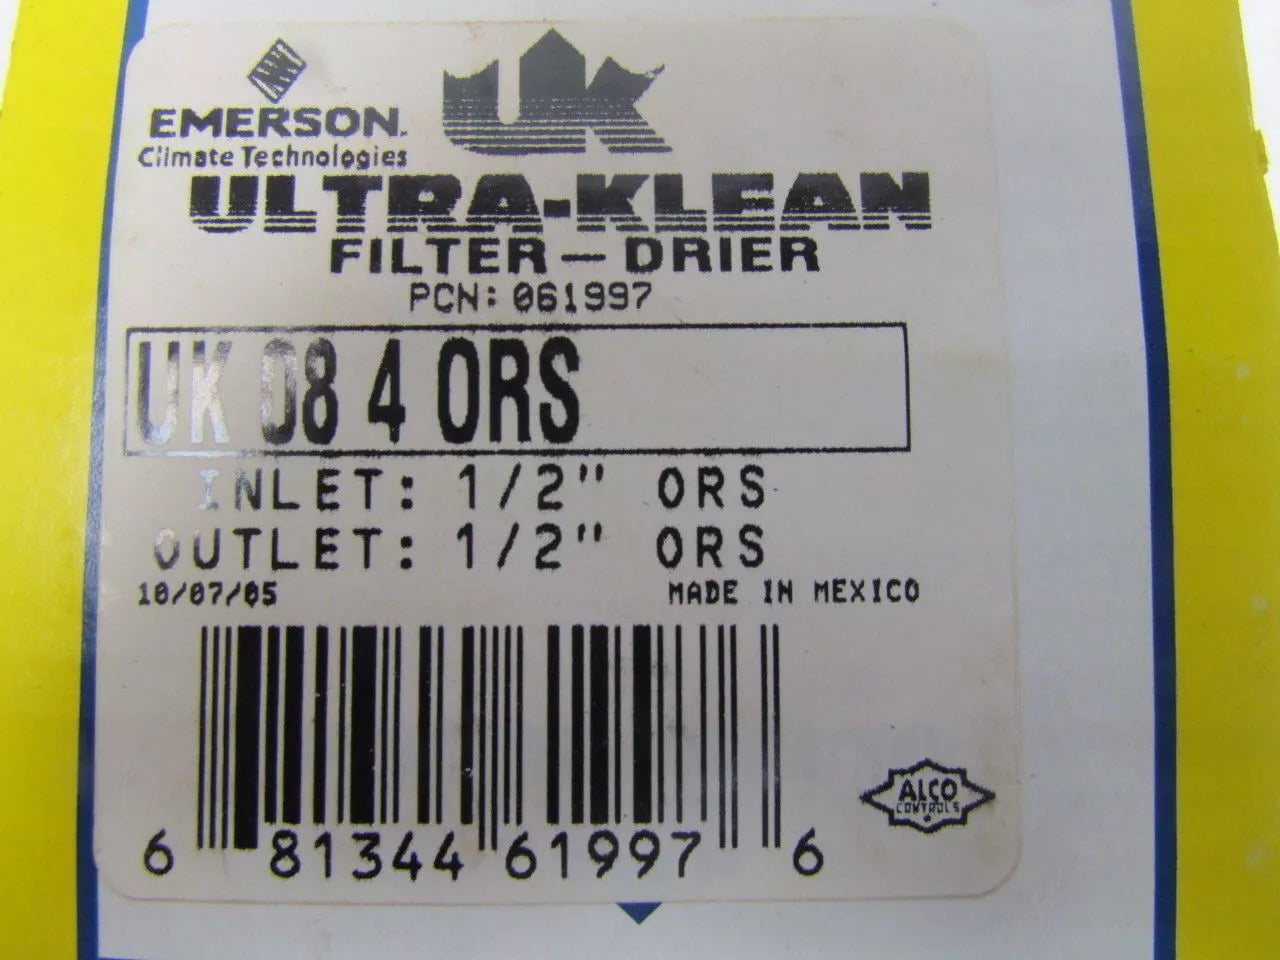 EMERSON.
Climate Technologies
UK
ULTRA-KLEAN
FILTER-DRIER
PCN: 061997
UK 08 4 ORS
INLET: 1/2" ORS
OUTLET: 1/2" ORS
10/07/05 MADE IN MEXICO
6 81344 61997 6
ALCO
CONTROLS